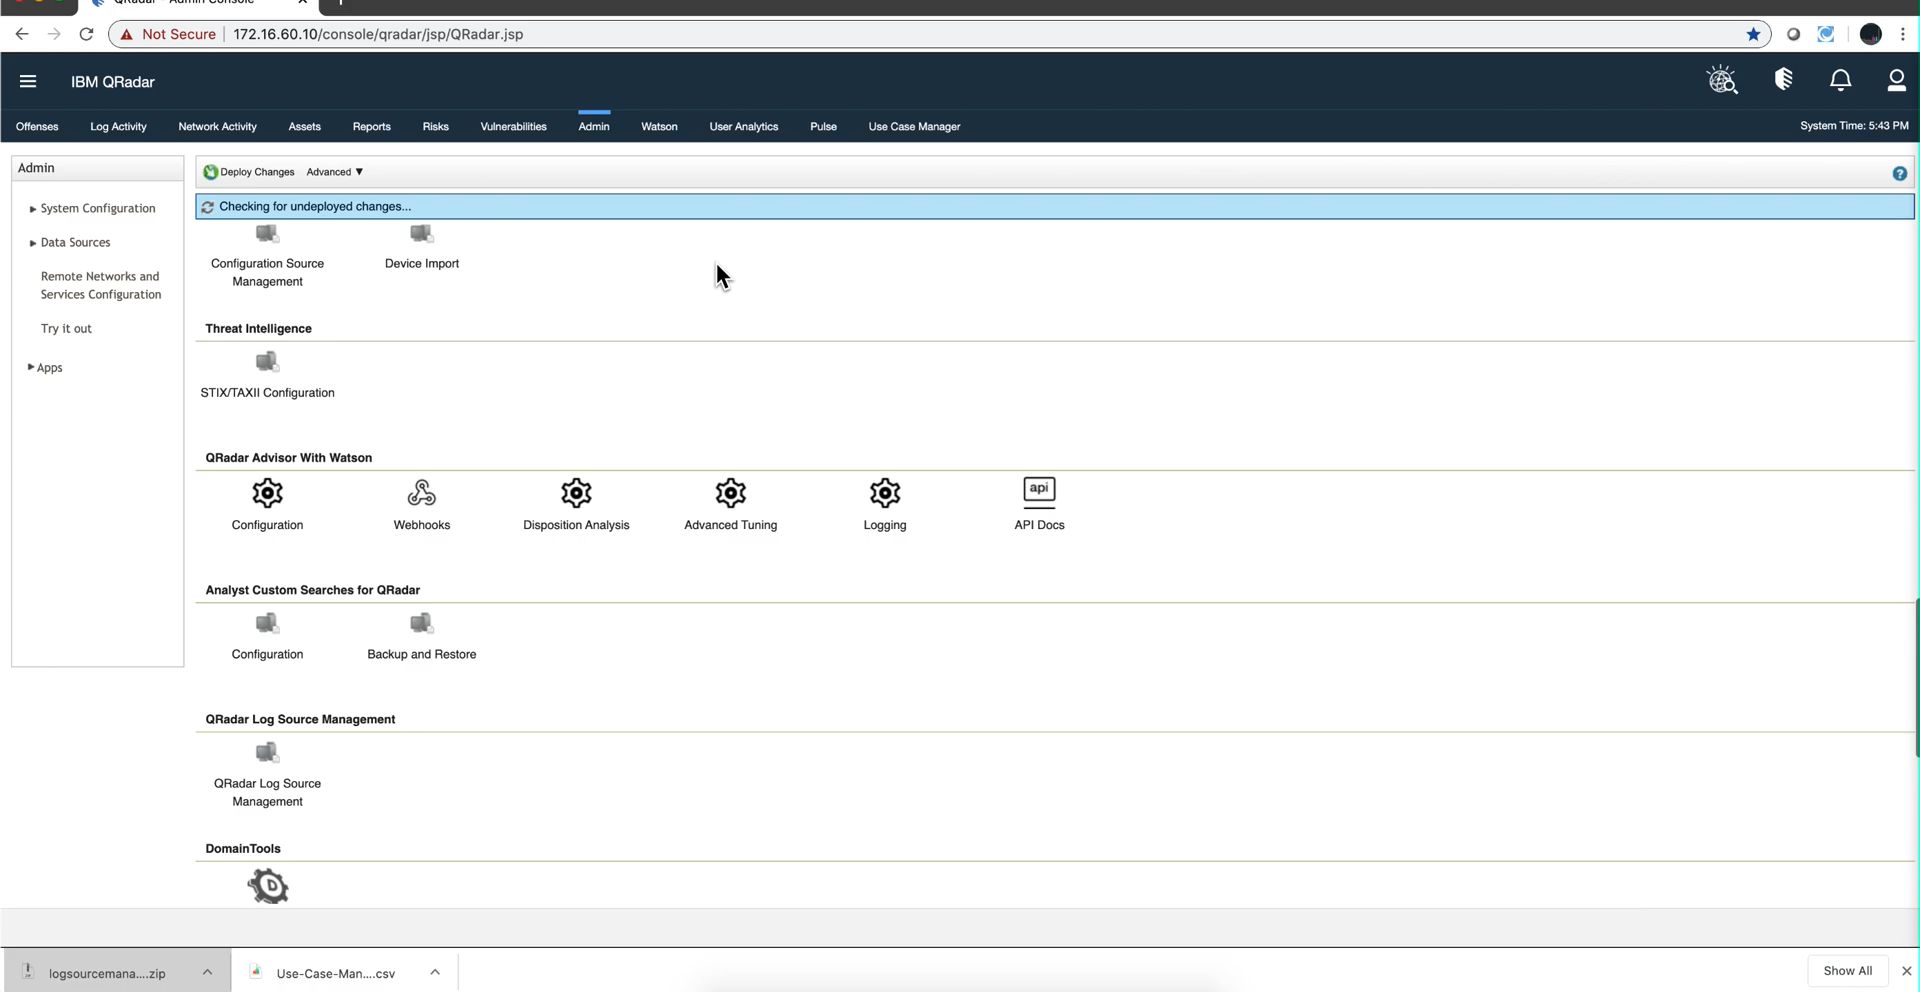 QRadar - Admin Console
Not Secure
172.16.60.10/console/qradar/jsp/QRadar.jsp
IBM QRadar
Offenses
Log Activity
Network Activity
Assets
Reports
Risks
Vulnerabilities
Admin
Watson
User Analytics
Pulse
Use Case Manager
System Time: 5:43 PM
Admin
System Configuration
Data Sources
Remote Networks and
Services Configuration
Try it out
Apps
Deploy Changes
Advanced
Checking for undeployed changes...
Configuration Source
Management
Device Import
Threat Intelligence
STIX/TAXII Configuration
QRadar Advisor With Watson
Configuration
Webhooks
Disposition Analysis
Advanced Tuning
Logging
api
API Docs
Analyst Custom Searches for QRadar
Configuration
Backup and Restore
QRadar Log Source Management
QRadar Log Source
Management
DomainTools
D
logsourcemana....zip
Use-Case-Man....csv
Show All